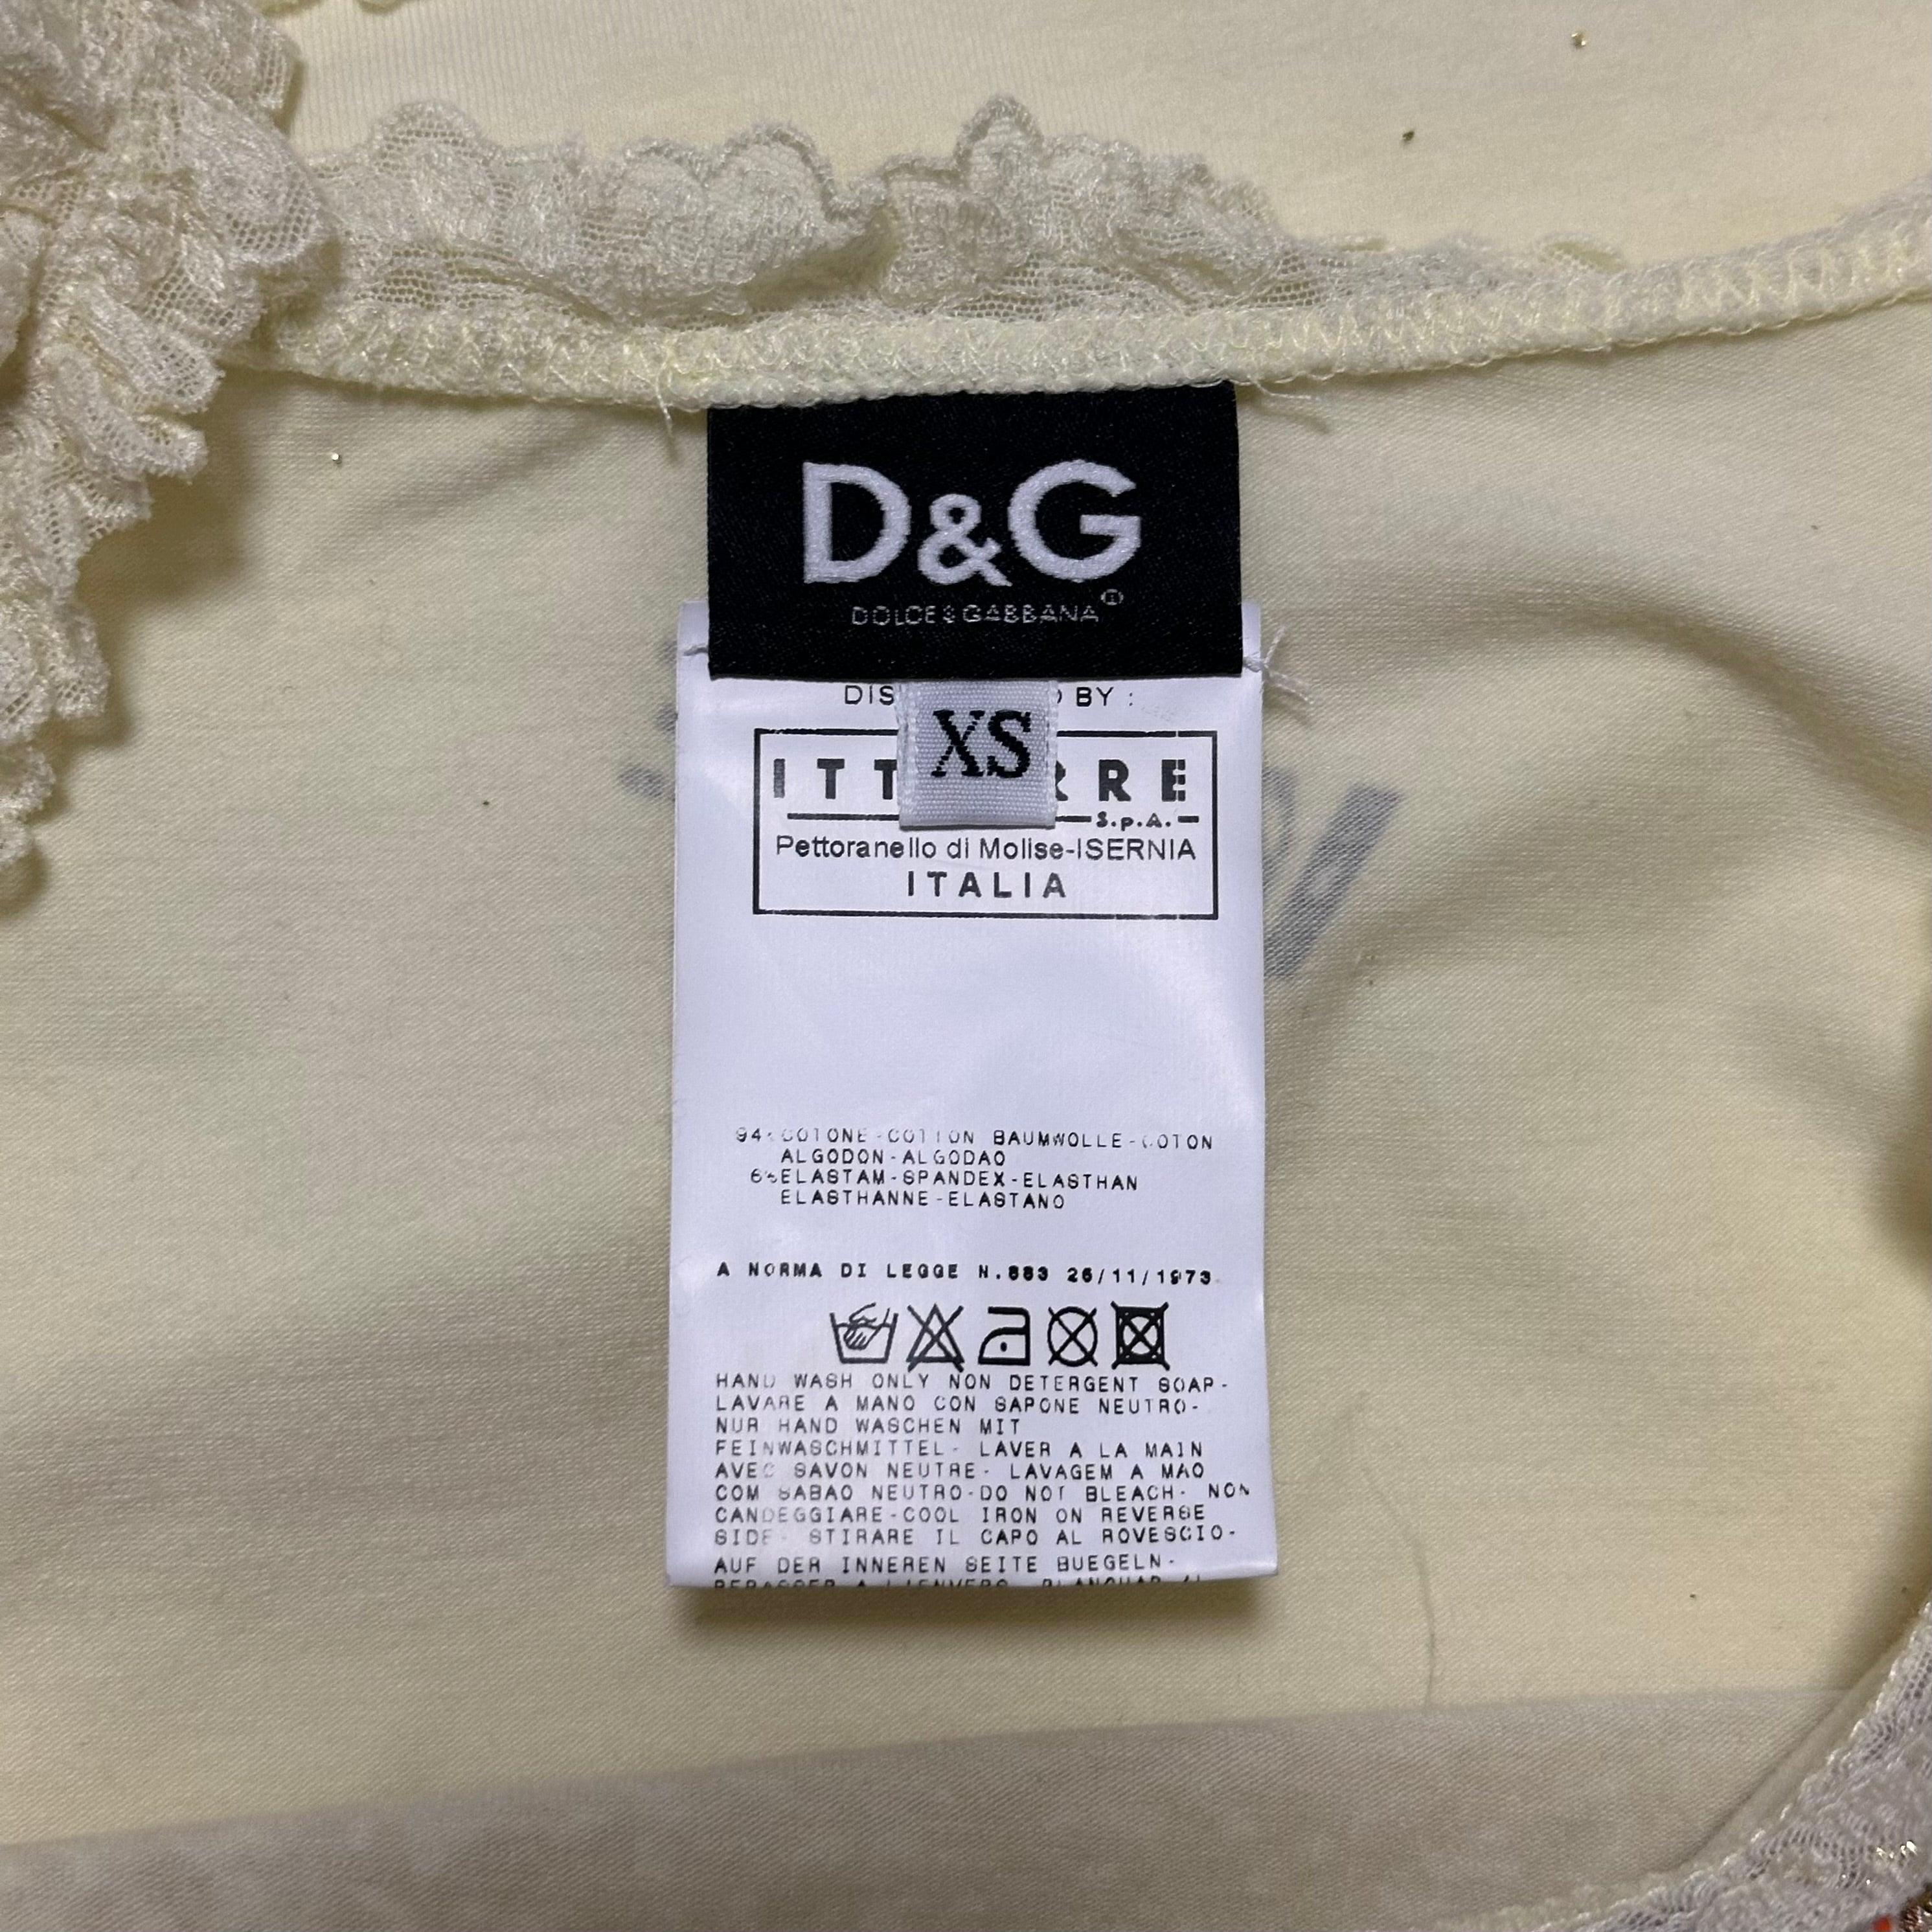 D&G
DOLCE & GABBANA®
XS
BY :
S.p.A.
Pettoranello di Molise-ISERNIA
ITALIA
94% COTONE-COTTON BAUMWOLLE-COTON
ALGODON-ALGODAO
6%ELASTAM-SPANDEX-ELASTHAN
ELASTHANNE-ELASTANO
A NORMA DI LEGGE N.883 26/11/1973
HAND WASH ONLY NON DETERGENT SOAP-
LAVARE A MANO CON SAPONE NEUTRO-
NUR HAND WASCHEN MIT
FEINWASCHMITTEL- LAVER A LA MAIN
AVEC SAVON NEUTRE- LAVAGEM A MAO
COM SABAO NEUTRO-DO NOT BLEACH- NON
CANDEGGIARE-COOL IRON ON REVERSE
SIDE- STIRARE IL CAPO AL ROVESCIO-
AUF DER INNEREN SEITE BUEGELN-